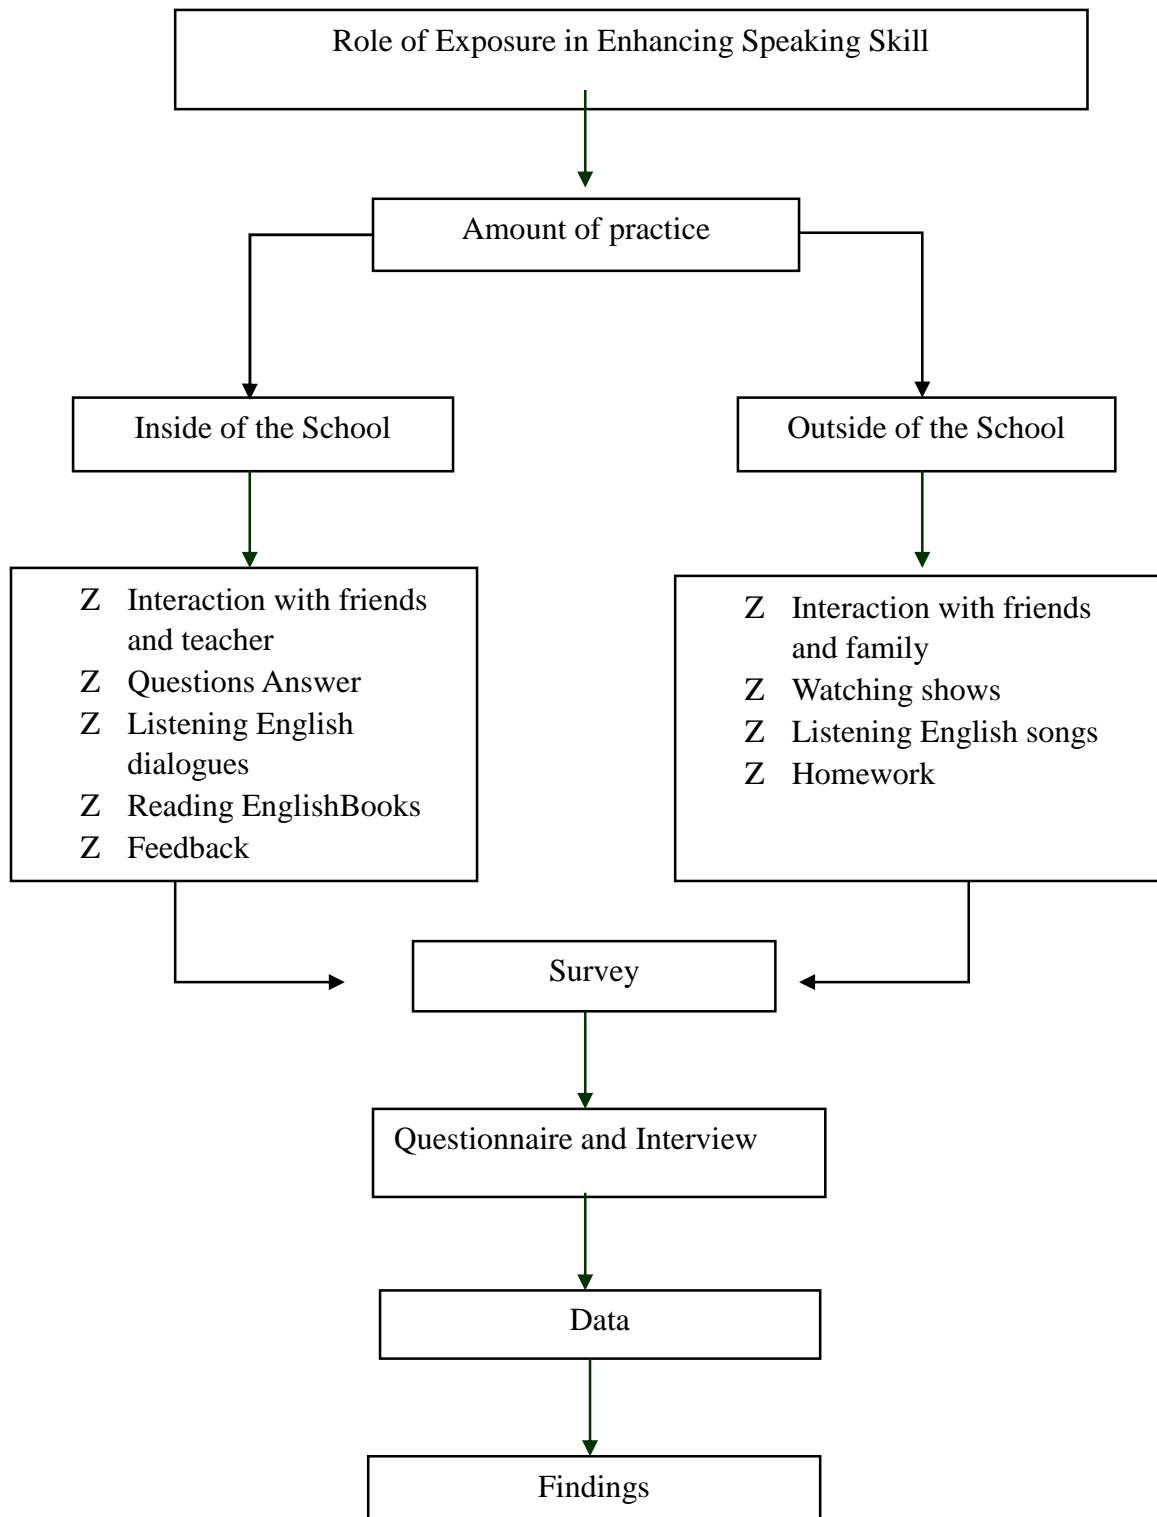 Role of Exposure in Enhancing Speaking Skill
Amount of practice
Inside of the School
Outside of the School
Z Interaction with friends
and teacher
Z Questions Answer
Z Listening English
dialogues
Z Reading EnglishBooks
Z Feedback
Z Interaction with friends
and family
Z Watching shows
Z Listening English songs
Z Homework
Survey
Questionnaire and Interview
Data
Findings